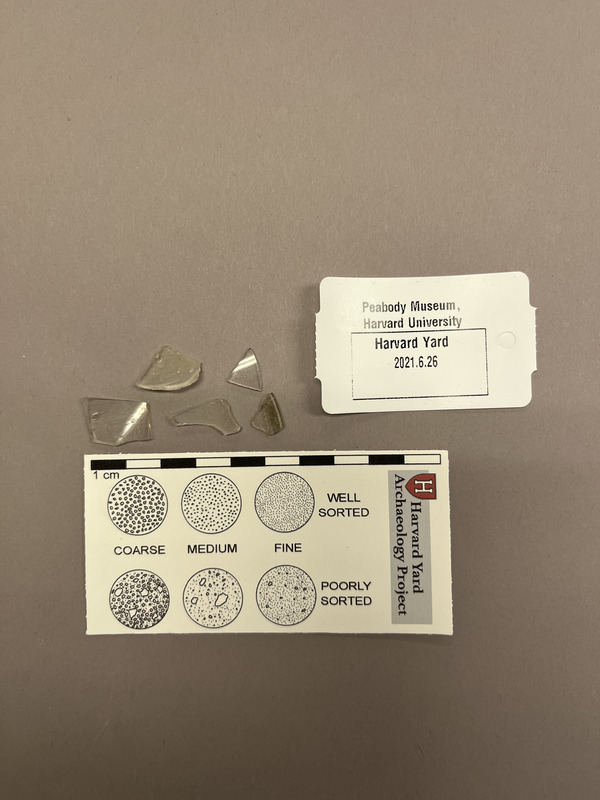 Peabody Museum,
Harvard University
Harvard Yard
2021.6.26
1 cm
WELL
SORTED
COARSE MEDIUM FINE
POORLY
SORTED
H
Harvard Yard
Archaeology Project